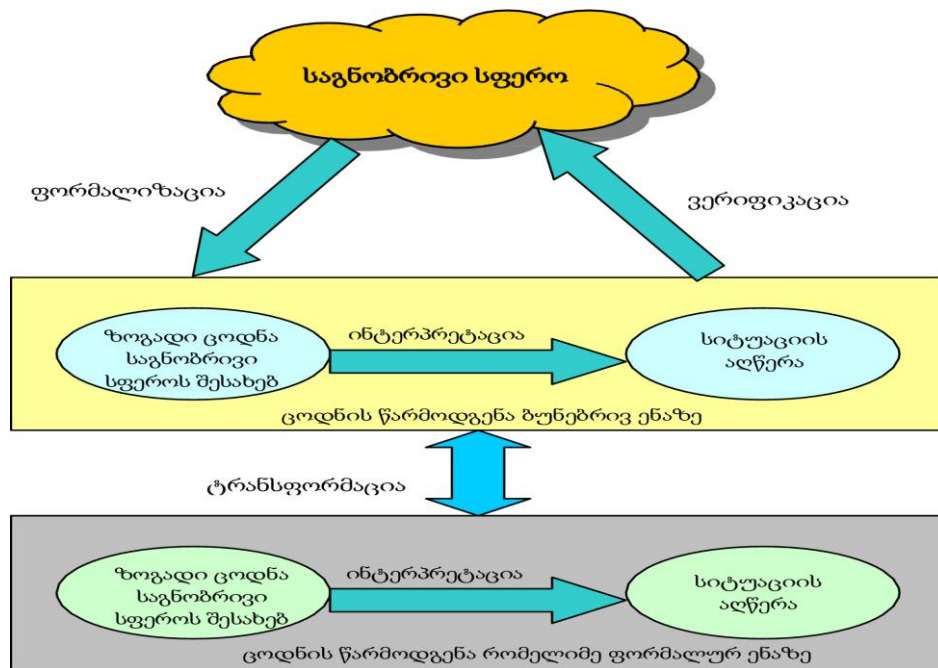 საგნობრივი სფერო
ფორმალიზაცია
ვერიფიკაცია
ზოგადი ცოდნა
საგნობრივი
სფეროს შესახებ
ინტერპრეტაცია
სიტუაციის
აღწერა
ცოდნის წარმოდგენა ბუნებრივ ენაზე
ტრანსფორმაცია
ზოგადი ცოდნა
საგნობრივი
სფეროს შესახებ
ინტერპრეტაცია
სიტუაციის
აღწერა
ცოდნის წარმოდგენა რომელიმე ფორმალურ ენაზე